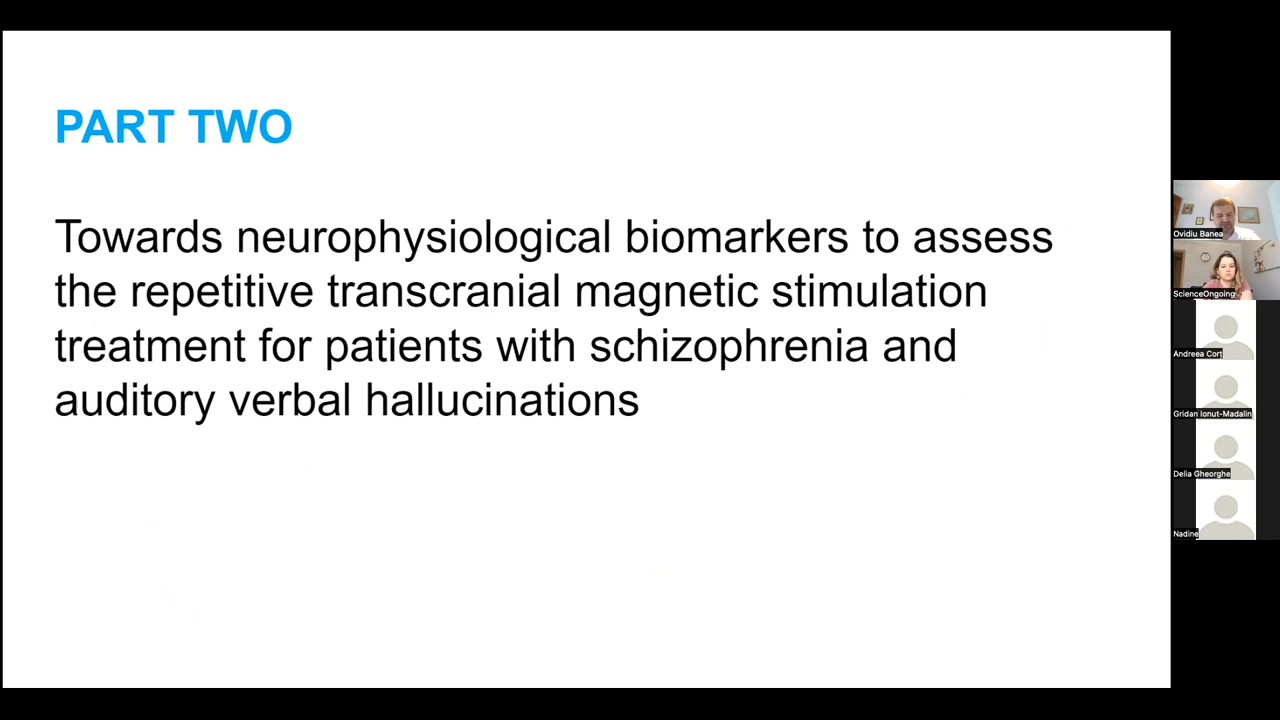 PART TWO
Towards neurophysiological biomarkers to assess
the repetitive transcranial magnetic stimulation
treatment for patients with schizophrenia and
auditory verbal hallucinations
Ovidiu Banea
ScienceOngoing
Andreea Corț
Gridan Ionut-Madalin
Delia Gheorghe
Nadine